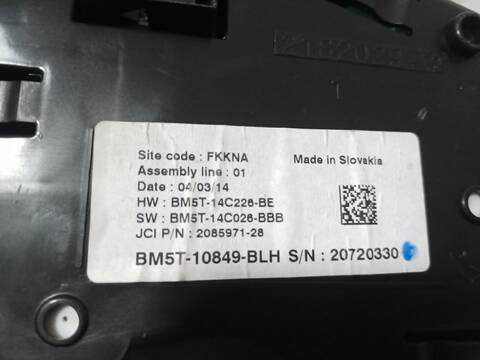 Site code : FKKNA
Made in Slovakia
Assembly line : 01
Date : 04/03/14
HW : BM5T-14C226-BE
SW : BM5T-14C026-BBB
JCI P/N : 2085971-28
BM5T-10849-BLH S/N : 20720330